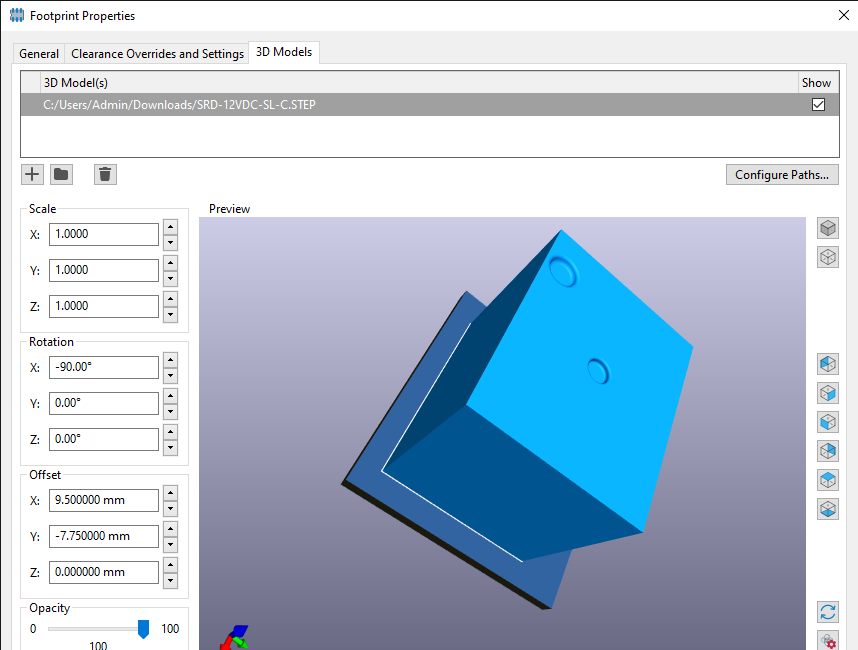 Footprint Properties
General Clearance Overrides and Settings 3D Models
3D Model(s) Show
C:/Users/Admin/Downloads/SRD-12VDC-SL-C.STEP
Configure Paths...
Scale
Preview
X: 1.0000
Y: 1.0000
Z: 1.0000
Rotation
X: -90.00°
Y: 0.00°
Z: 0.00°
Offset
X: 9.500000 mm
Y: -7.750000 mm
Z: 0.000000 mm
Opacity
0 100
100